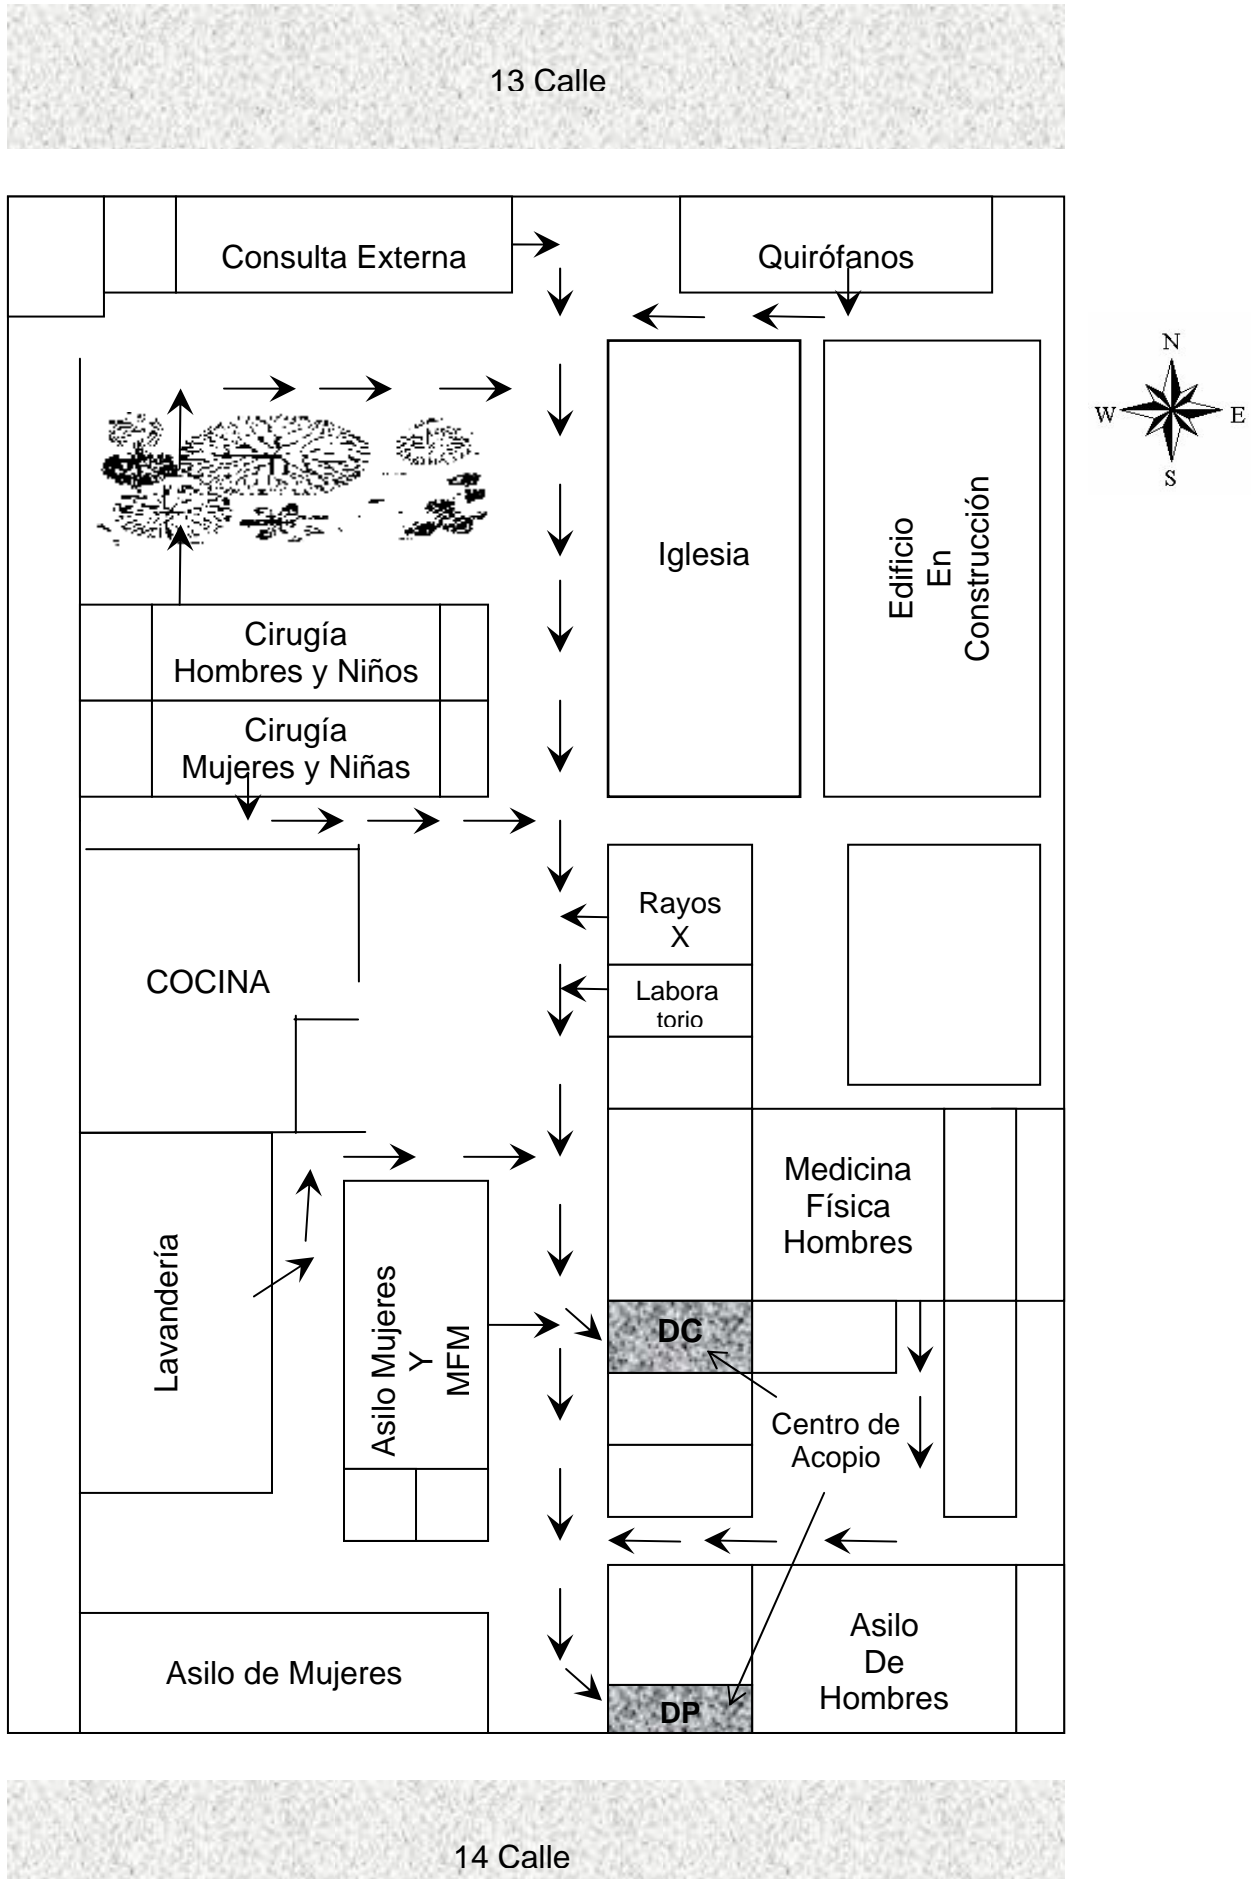 13 Calle
Consulta Externa
Quirófanos
N
W
E
S
Iglesia
Edificio
En
Construcción
Cirugía
Hombres y Niños
Cirugía
Mujeres y Niñas
Rayos
X
COCINA
Labora
torio
Medicina
Física
Hombres
Lavandería
Asilo Mujeres
Y
MFM
DC
Centro de
Acopio
Asilo de Mujeres
Asilo
De
Hombres
DP
14 Calle